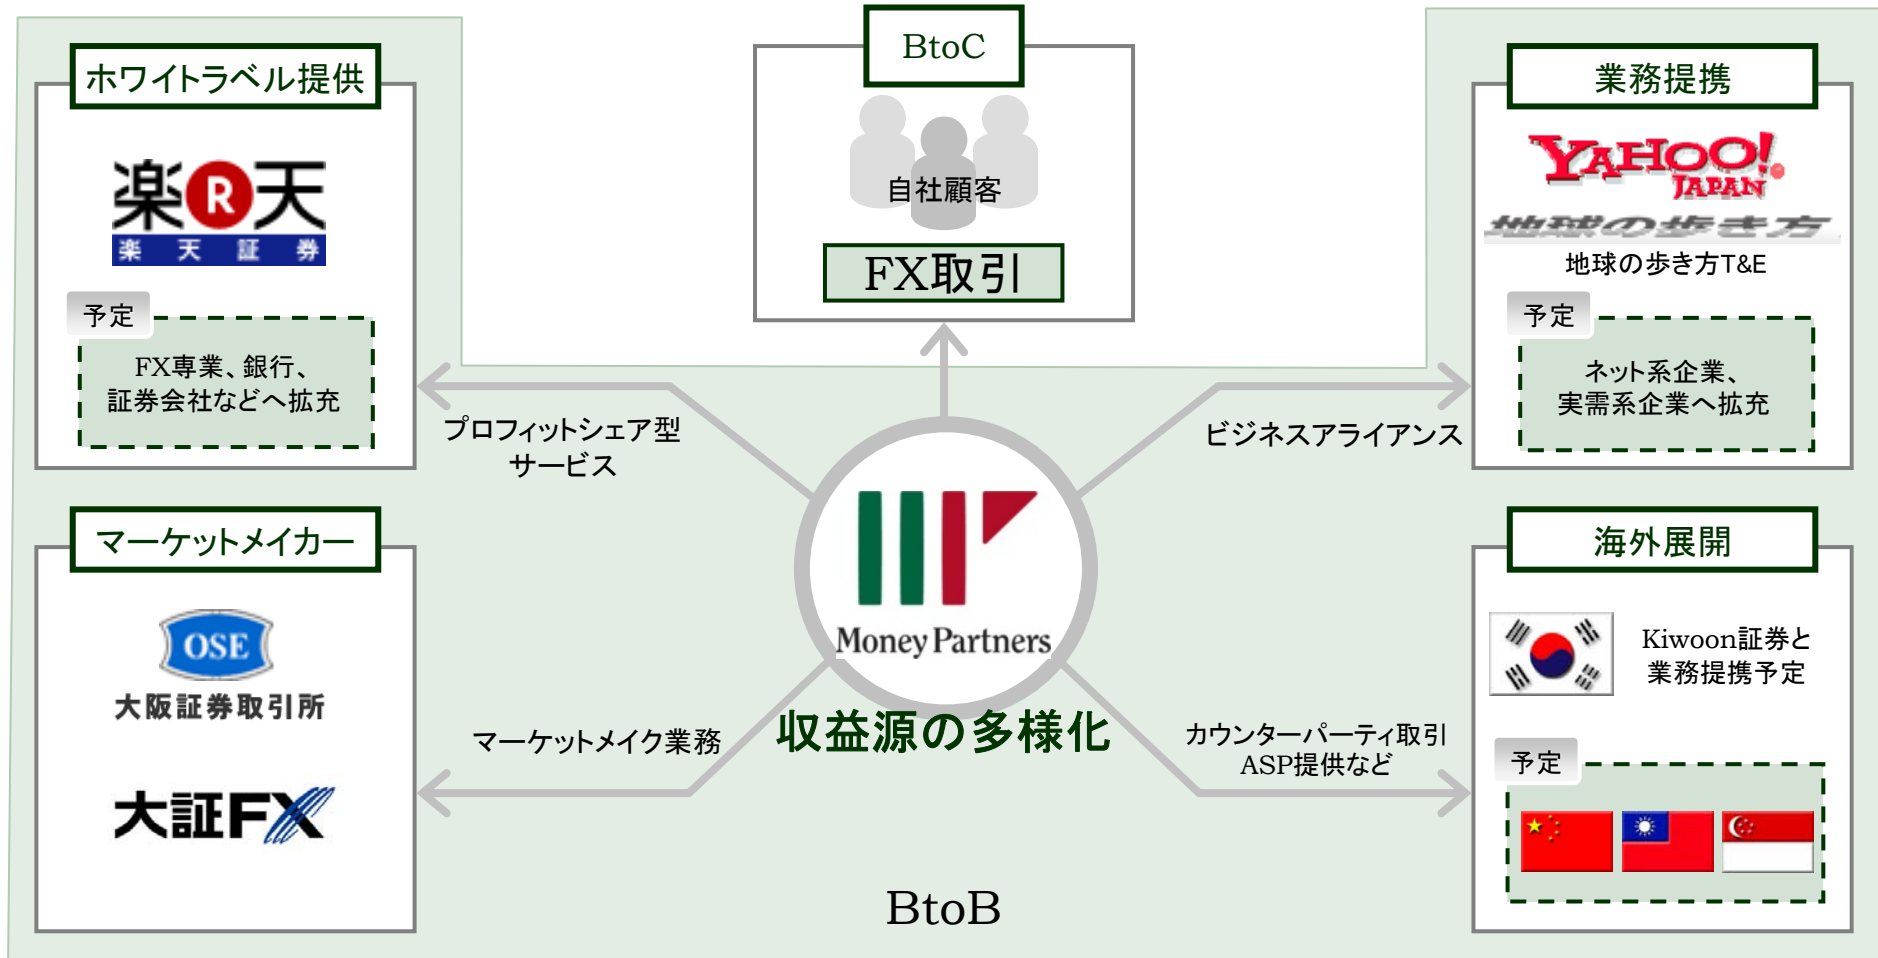 ホワイトラベル提供
楽R天
楽天証券
予定
FX専業、銀行、
証券会社などへ拡充
BtoC
自社顧客
FX取引
業務提携
YAHOO!
JAPAN
地球の歩き方
地球の歩き方T&E
予定
ネット系企業、
実需系企業へ拡充
プロフィットシェア型
サービス
ビジネスアライアンス
Money Partners
収益源の多様化
マーケットメイカー
OSE
大阪証券取引所
大証FX
マーケットメイク業務
カウンターパーティ取引
ASP提供など
海外展開
Kiwoon証券と
業務提携予定
予定
BtoB